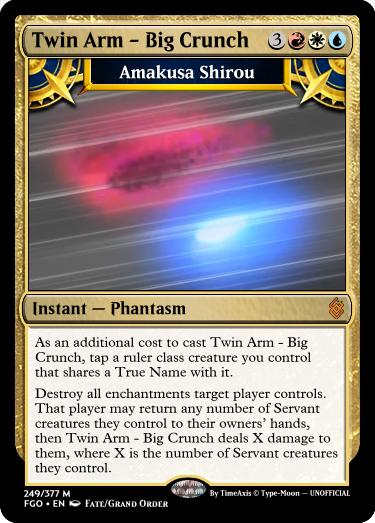 Twin Arm – Big Crunch 3
Amakusa Shirou
Instant — Phantasm
As an additional cost to cast Twin Arm - Big
Crunch, tap a ruler class creature you control
that shares a True Name with it.
Destroy all enchantments target player controls.
That player may return any number of Servant
creatures they control to their owners' hands,
then Twin Arm - Big Crunch deals X damage to
them, where X is the number of Servant creatures
they control.
249/377 M
FGO • EN Fate/Grand Order
By TimeAxis © Type-Moon — UNOFFICIAL